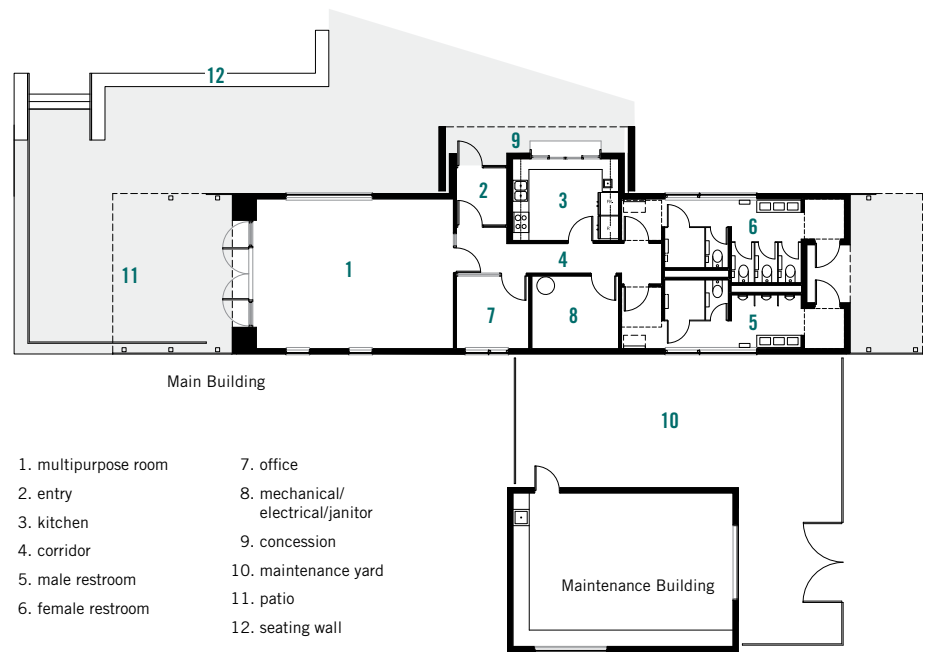 12
9
2
3
6
1
4
11
7
8
5
Main Building
10
1. multipurpose room
2. entry
3. kitchen
4. corridor
5. male restroom
6. female restroom
7. office
8. mechanical/
electrical/janitor
9. concession
10. maintenance yard
11. patio
12. seating wall
Maintenance Building